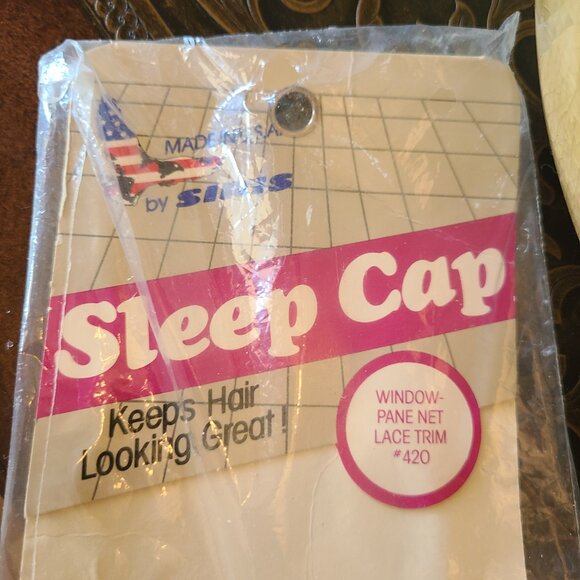 MADE IN U.S.A.
by
Sleep Cap
Keeps Hair
Looking Great!
WINDOW-
PANE NET
LACE TRIM
#420